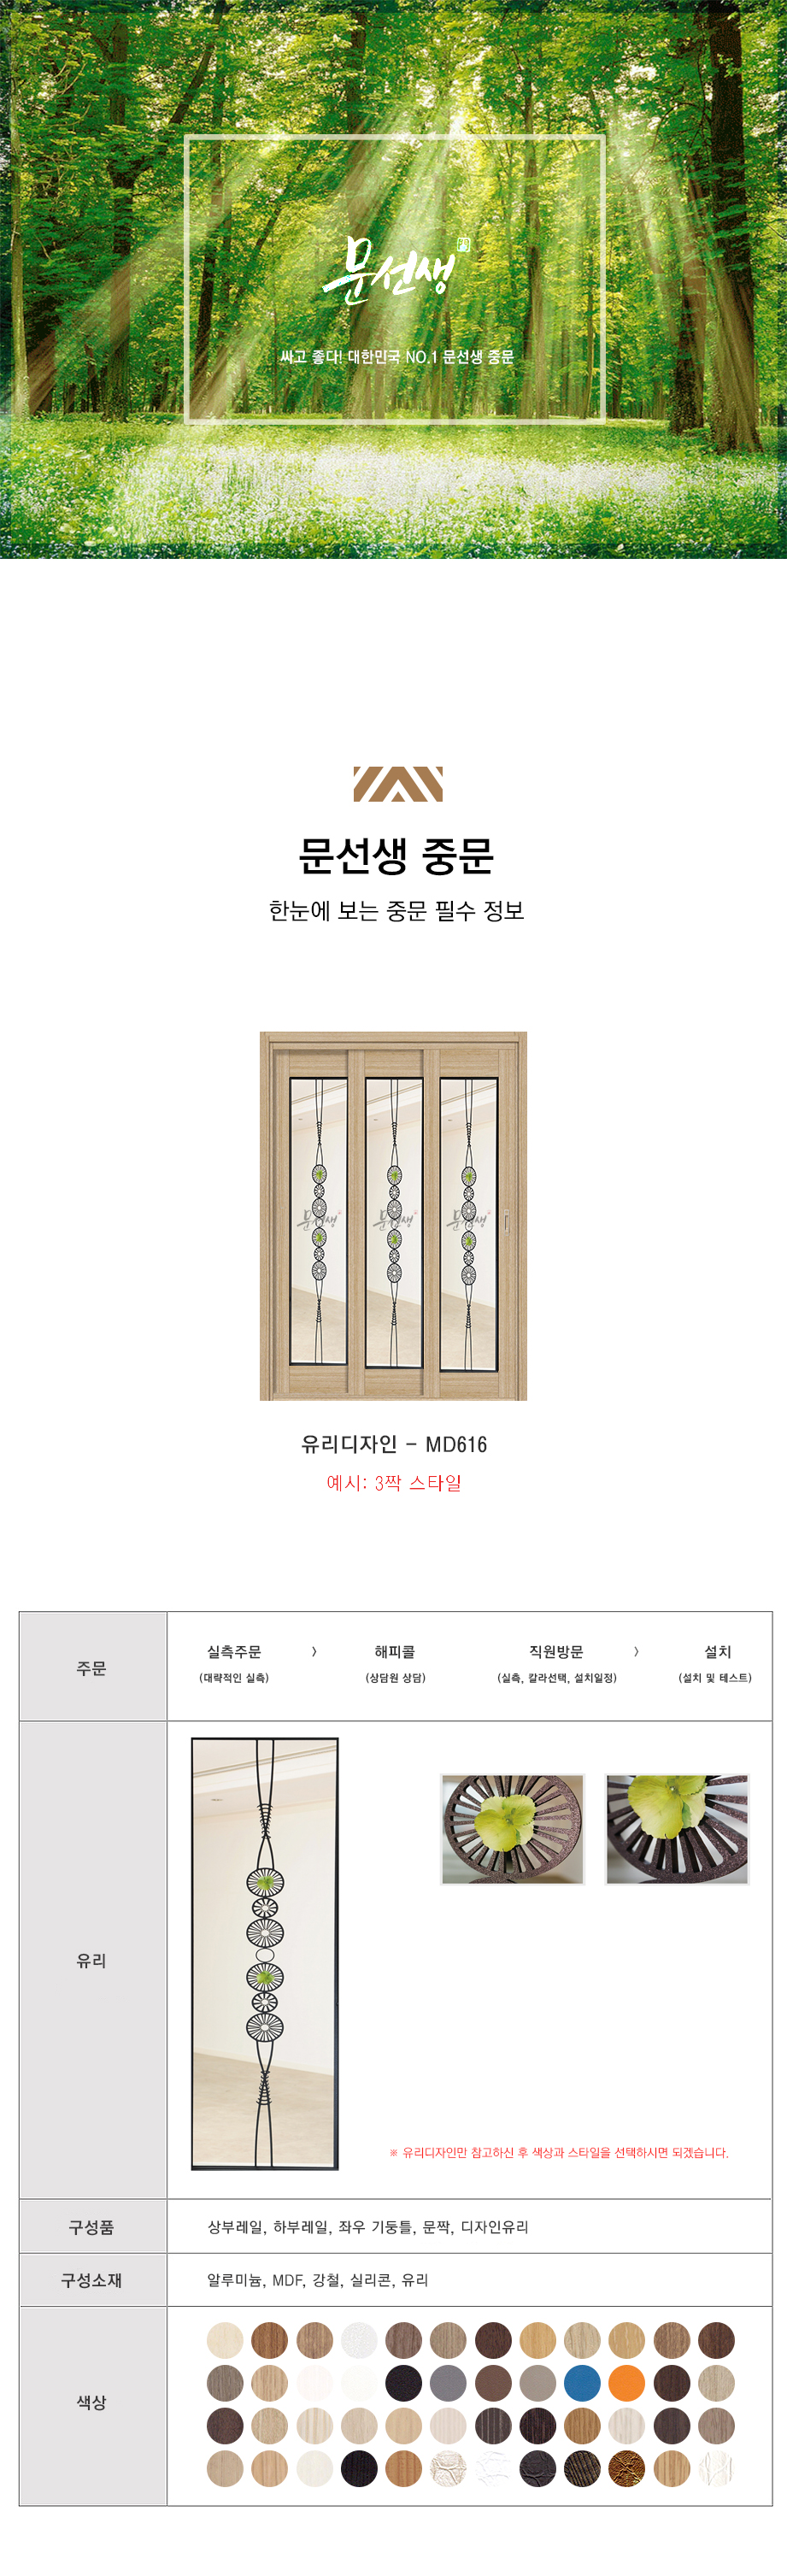 문선생
싸고 좋다! 대한민국 NO.1 문선생 중문
문선생 중문
한눈에 보는 중문 필수 정보
문선생 문선생 문선생
유리디자인 - MD616
예시: 3짝 스타일
주문
실측주문 > 해피콜 직원방문 > 설치
(대략적인 실측) (상담원 상담) (실측, 칼라선택, 설치일정) (설치 및 테스트)
유리
※ 유리디자인만 참고하신 후 색상과 스타일을 선택하시면 되겠습니다.
구성품 상부레일, 하부레일, 좌우 기둥틀, 문짝, 디자인유리
구성소재 알루미늄, MDF, 강철, 실리콘, 유리
색상